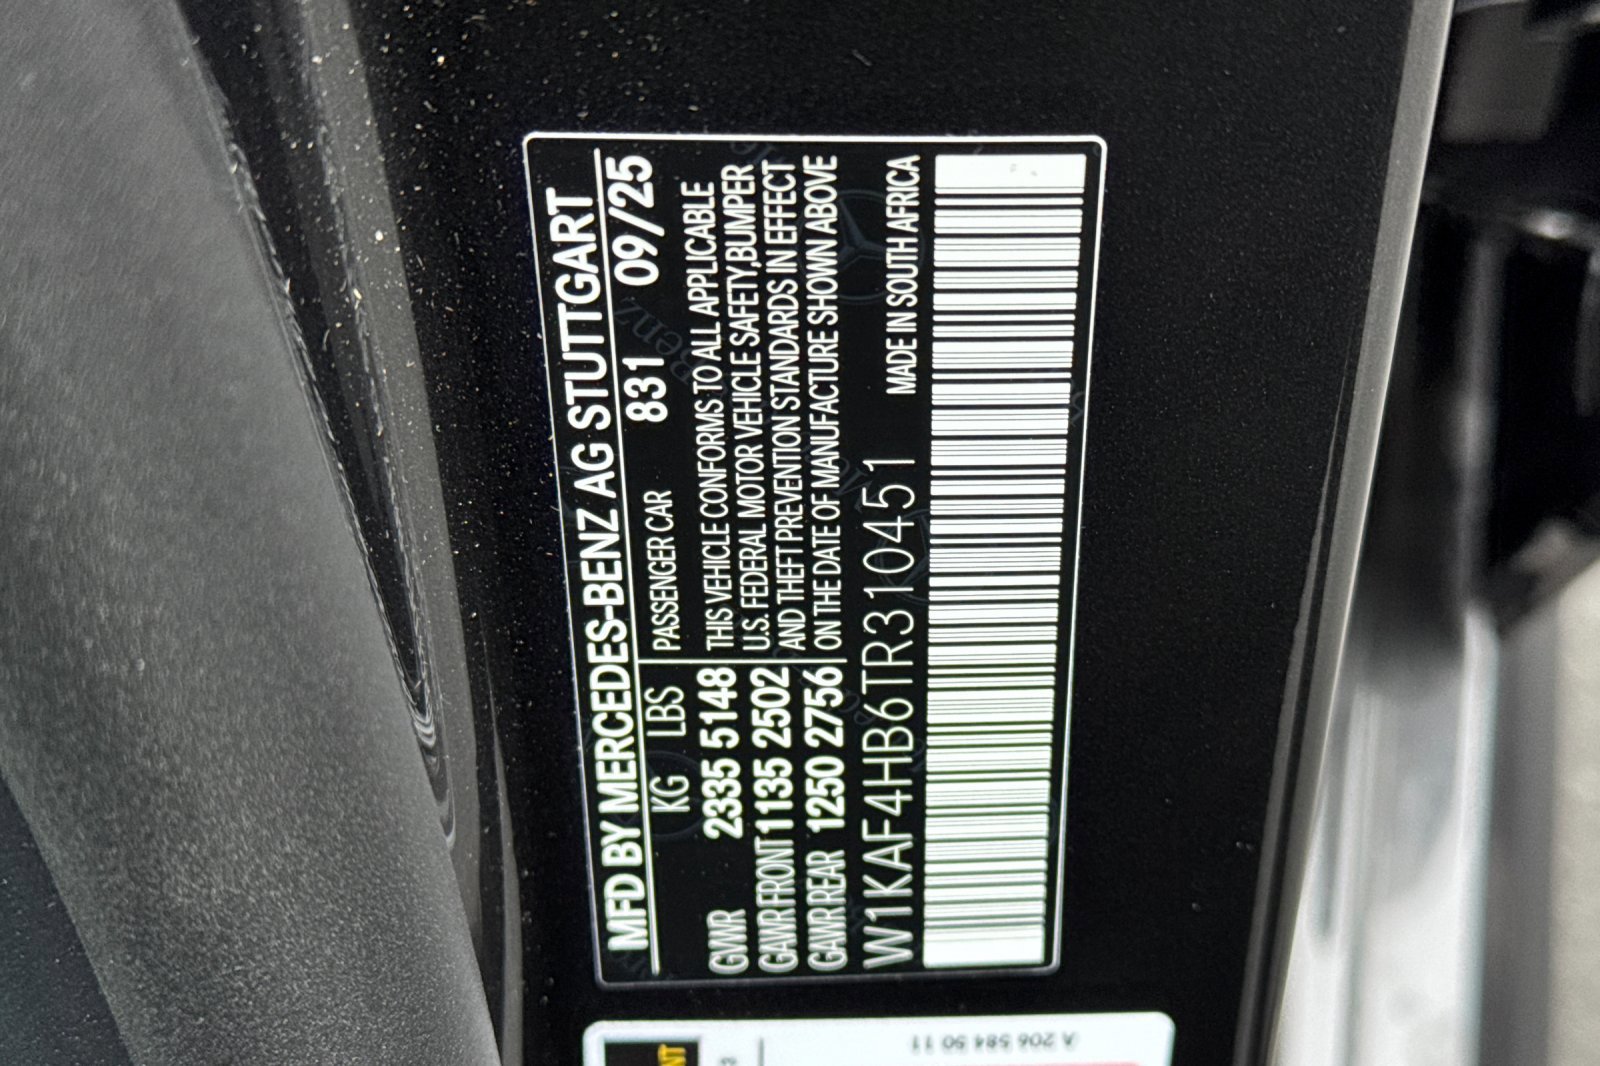 MFD BY MERCEDES-BENZ AG STUTTGART
KG LBS PASSENGER CAR 831 09/25
GVWR 2335 5148 THIS VEHICLE CONFORMS TO ALL APPLICABLE
U.S. FEDERAL MOTOR VEHICLE SAFETY,BUMPER
GAWR FRONT 1135 2502 AND THEFT PREVENTION STANDARDS IN EFFECT
GAWR REAR 1250 2756 ON THE DATE OF MANUFACTURE SHOWN ABOVE
W1KAF4HB6TR310451 MADE IN SOUTH AFRICA
A 206 584 50 11